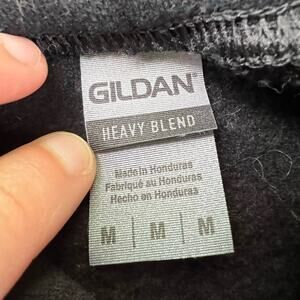 GILDAN®
HEAVY BLEND
Made in Honduras
Fabriqué au Honduras
Hecho en Honduras
M | M | M